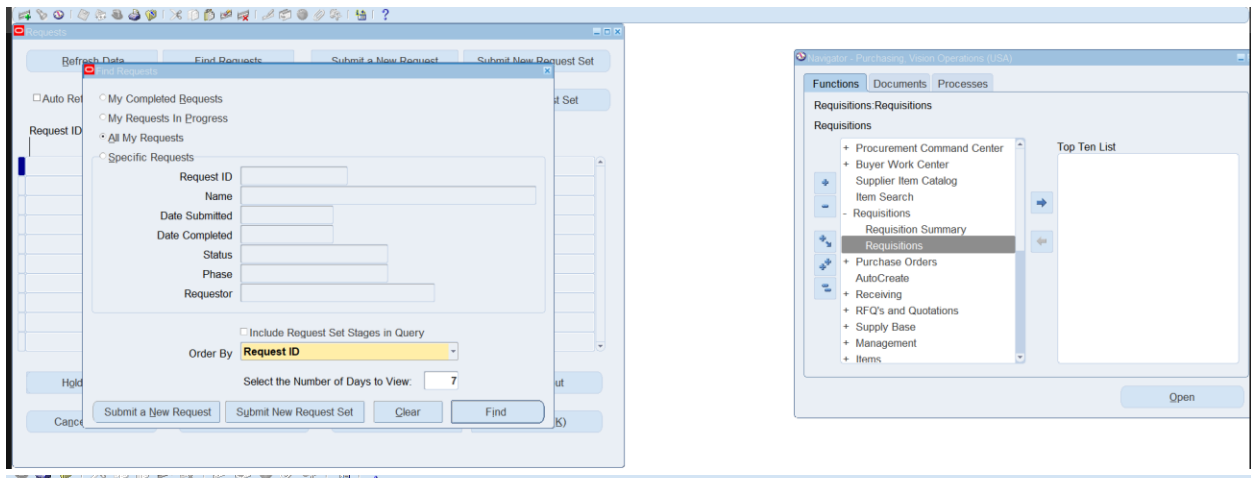 Requests
Refresh Data Find Requests Submit a New Request Submit New Request Set
Find Requests
Auto Ref
st Set
Request ID
My Completed Requests
My Requests In Progress
All My Requests
Specific Requests
Request ID
Name
Date Submitted
Date Completed
Status
Phase
Requestor
Include Request Set Stages in Query
Order By Request ID
Select the Number of Days to View: 7
Hold
ut
Submit a New Request Submit New Request Set Clear Find
Cance
K)
Navigator - Purchasing, Vision Operations (USA)
Functions Documents Processes
Requisitions:Requisitions
Requisitions
+ Procurement Command Center
+ Buyer Work Center
Supplier Item Catalog
Item Search
- Requisitions
Requisition Summary
Requisitions
+ Purchase Orders
AutoCreate
+ Receiving
+ RFQ's and Quotations
+ Supply Base
+ Management
+ Items
Top Ten List
Open